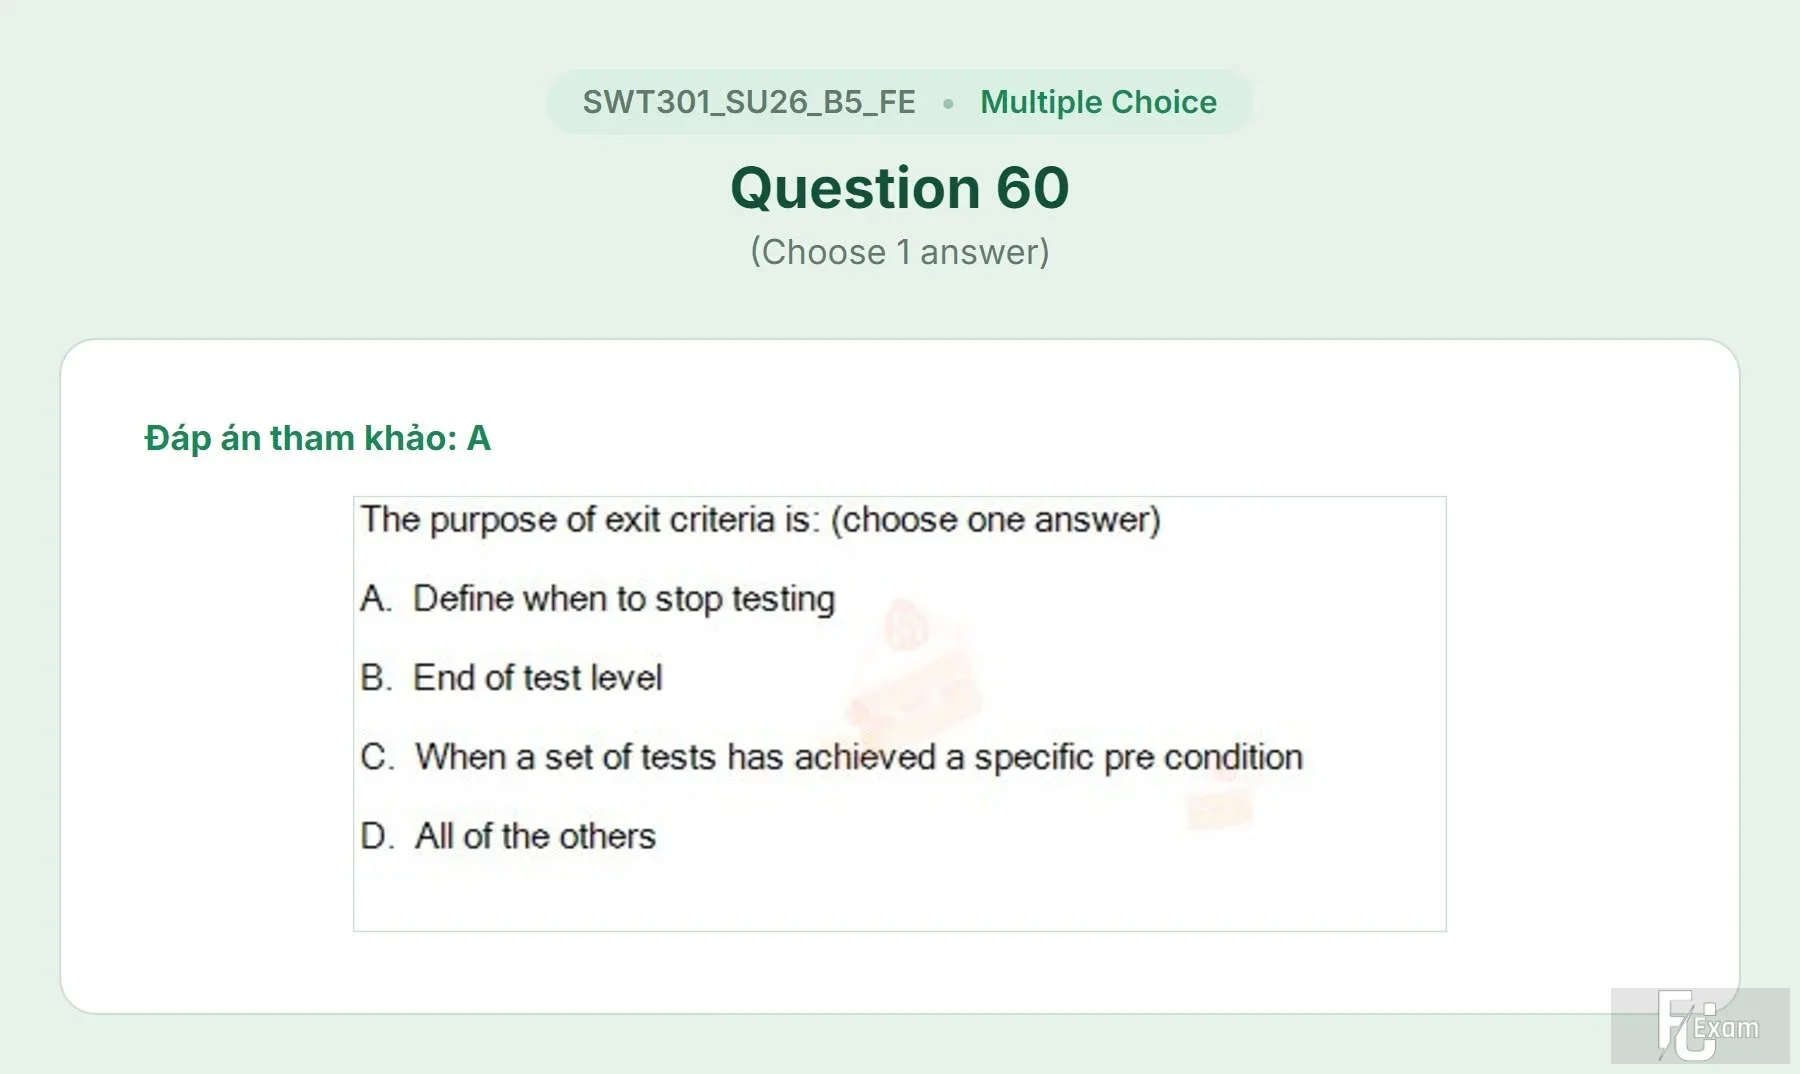 SWT301_SU26_B5_FE • Multiple Choice
Question 60
(Choose 1 answer)
Đáp án tham khảo: A
The purpose of exit criteria is: (choose one answer)
A. Define when to stop testing
B. End of test level
C. When a set of tests has achieved a specific pre condition
D. All of the others
FU Exam